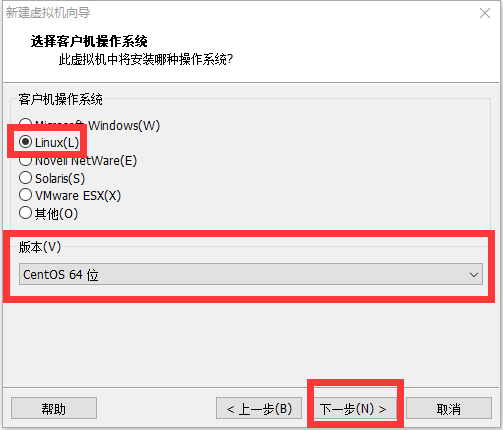 新建虚拟机向导
选择客户机操作系统
此虚拟机中将安装哪种操作系统?
客户机操作系统
Microsoft Windows(W)
Linux(L)
Novell NetWare(E)
Solaris(S)
VMware ESX(X)
其他(O)
版本(V)
CentOS 64 位
帮助
< 上一步(B)
下一步(N) >
取消